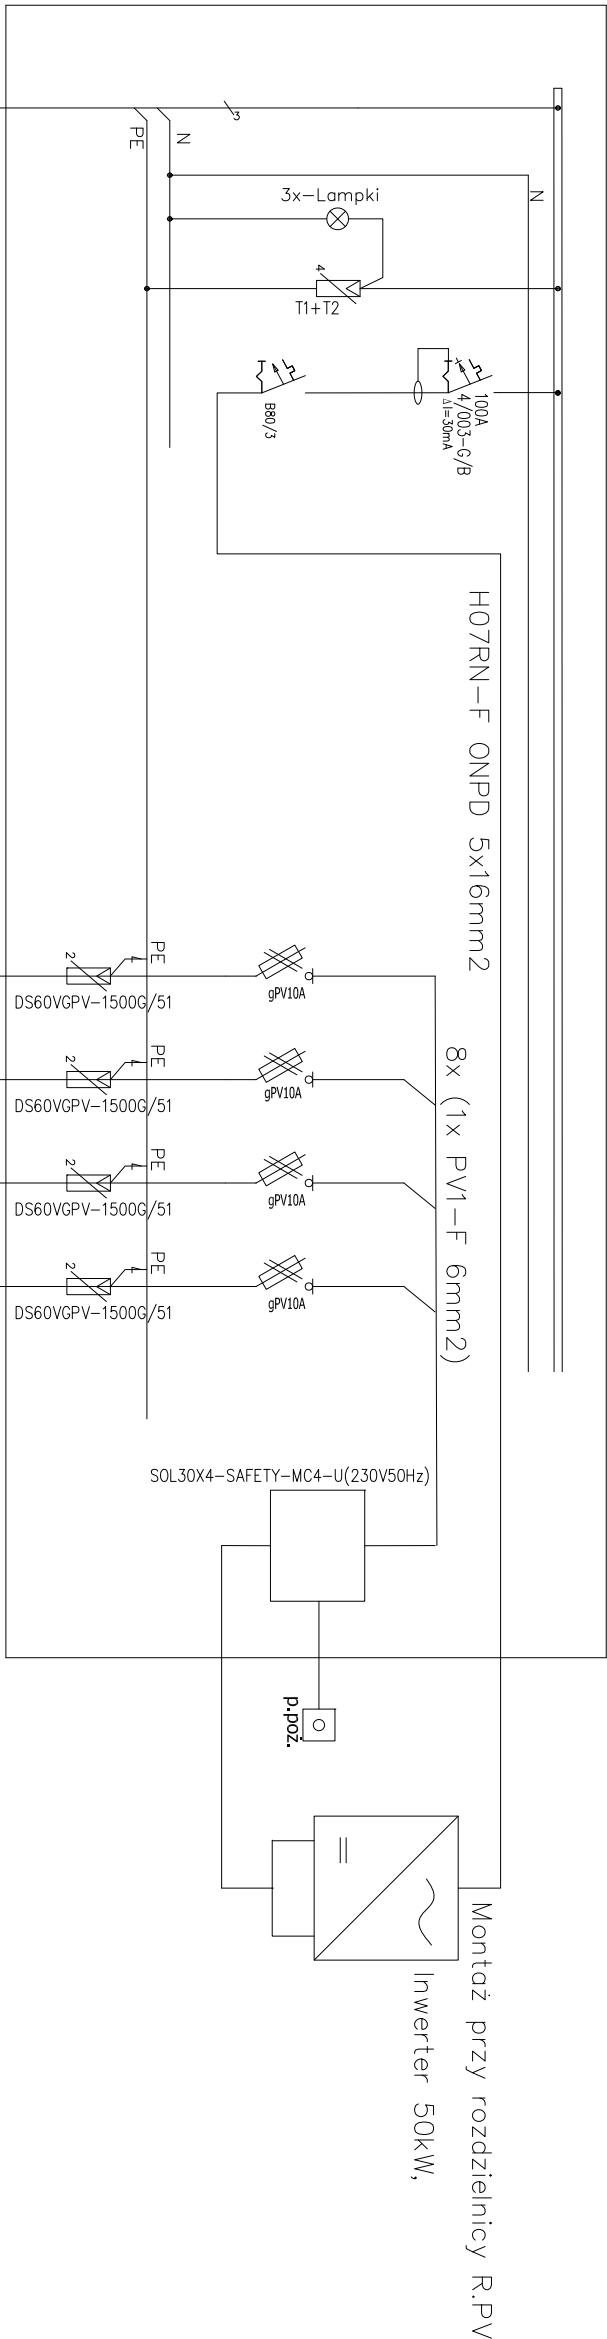 3
PE
N
N
3x-Lampki
4
T1+T2
B80/3
100A
4/003-G/B
ΔI=30mA
H07RN-F ONPD 5x16mm2
PE
2
DS60VGPV-1500G/51
gPV10A
PE
2
DS60VGPV-1500G/51
gPV10A
PE
2
DS60VGPV-1500G/51
gPV10A
PE
2
DS60VGPV-1500G/51
gPV10A
8x (1x PV1-F 6mm2)
SOL30X4-SAFETY-MC4-U(230V50Hz)
p.poż.
Montaż przy rozdzielnicy R.PV
Inwerter 50kW,